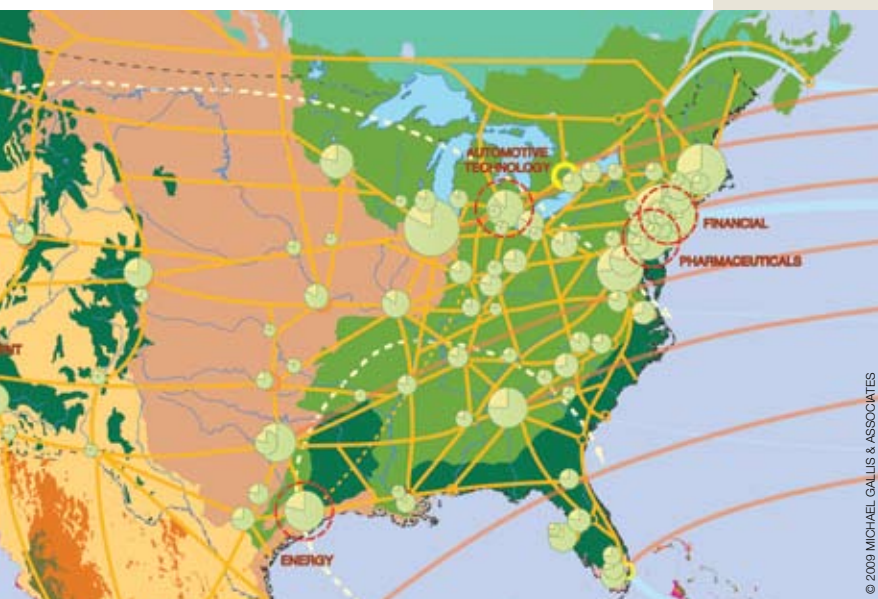 AUTOMOTIVE
TECHNOLOGY
FINANCIAL
PHARMACEUTICALS
NT
ENERGY
© 2009 MICHAEL GALLIS & ASSOCIATES